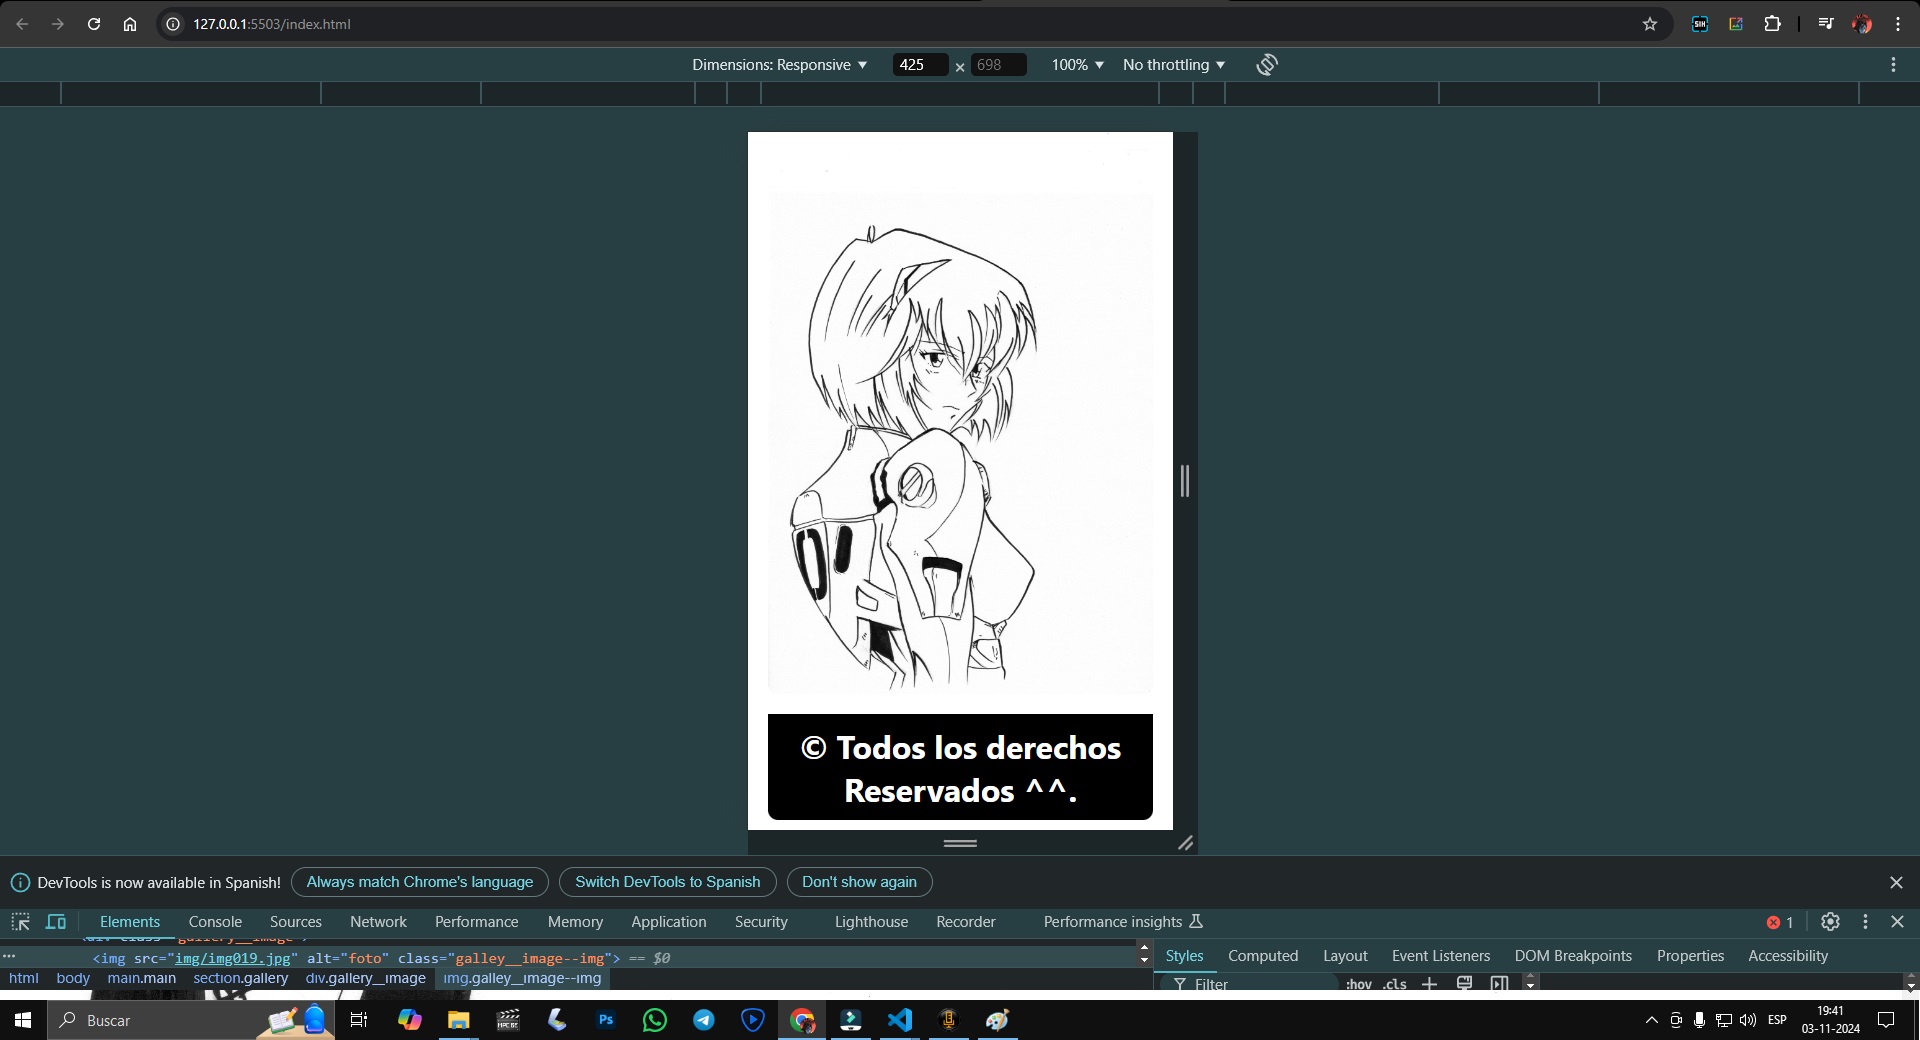 127.0.0.1:5503/index.html
Dimensions: Responsive ▼ 425 × 698 100% ▼ No throttling ▼
© Todos los derechos
Reservados ^^.
DevTools is now available in Spanish! Always match Chrome's language Switch DevTools to Spanish Don't show again
Elements Console Sources Network Performance Memory Application Security Lighthouse Recorder Performance insights 1
<img src="img/img019.jpg" alt="foto" class="galley__image--img"> == $0
html body main.main section.gallery div.gallery__image img.galley__image--img
Styles Computed Layout Event Listeners DOM Breakpoints Properties Accessibility
Filter :hov .cls
Buscar
Ps
ESP
19:41
03-11-2024